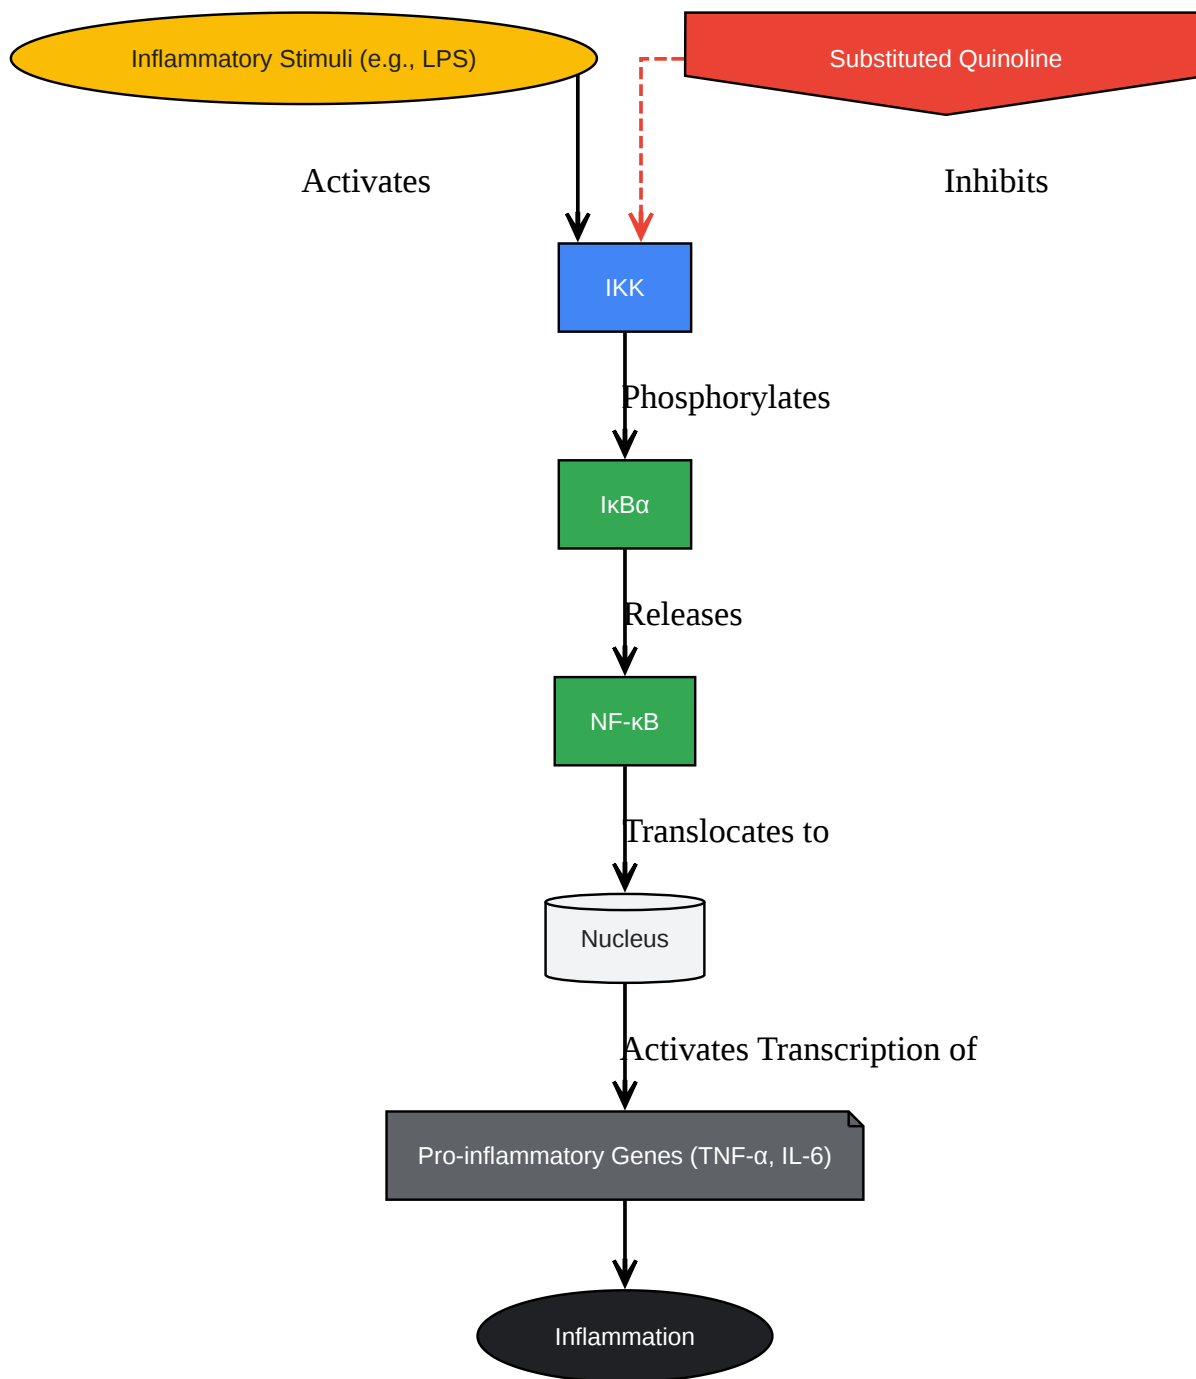 Inflammatory Stimuli (e.g., LPS)
Substituted Quinoline
Activates
Inhibits
IKK
Phosphorylates
IκBα
Releases
NF-κB
Translocates to
Nucleus
Activates Transcription of
Pro-inflammatory Genes (TNF-α, IL-6)
Inflammation